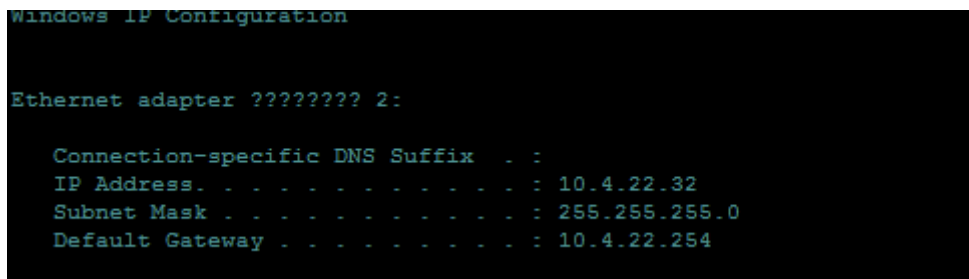 Windows IP Configuration
Ethernet adapter ???????? 2:
Connection-specific DNS Suffix . :
IP Address. . . . . . . . . . . . : 10.4.22.32
Subnet Mask . . . . . . . . . . . : 255.255.255.0
Default Gateway . . . . . . . . . : 10.4.22.254